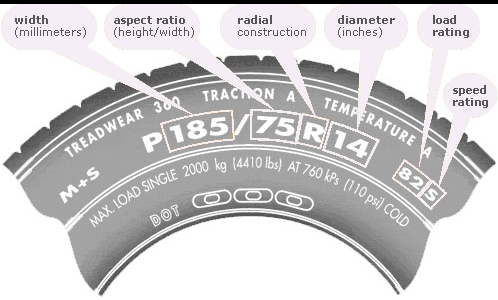 width
(millimeters)
aspect ratio
(height/width)
radial
construction
diameter
(inches)
load
rating
speed
rating
TREADWEAR 360 TRACTION A TEMPERATURE A
M+S
P185/75R14
82S
MAX. LOAD SINGLE 2000 kg (4410 lbs) AT 760 kPs (110 psi) COLD
DOT